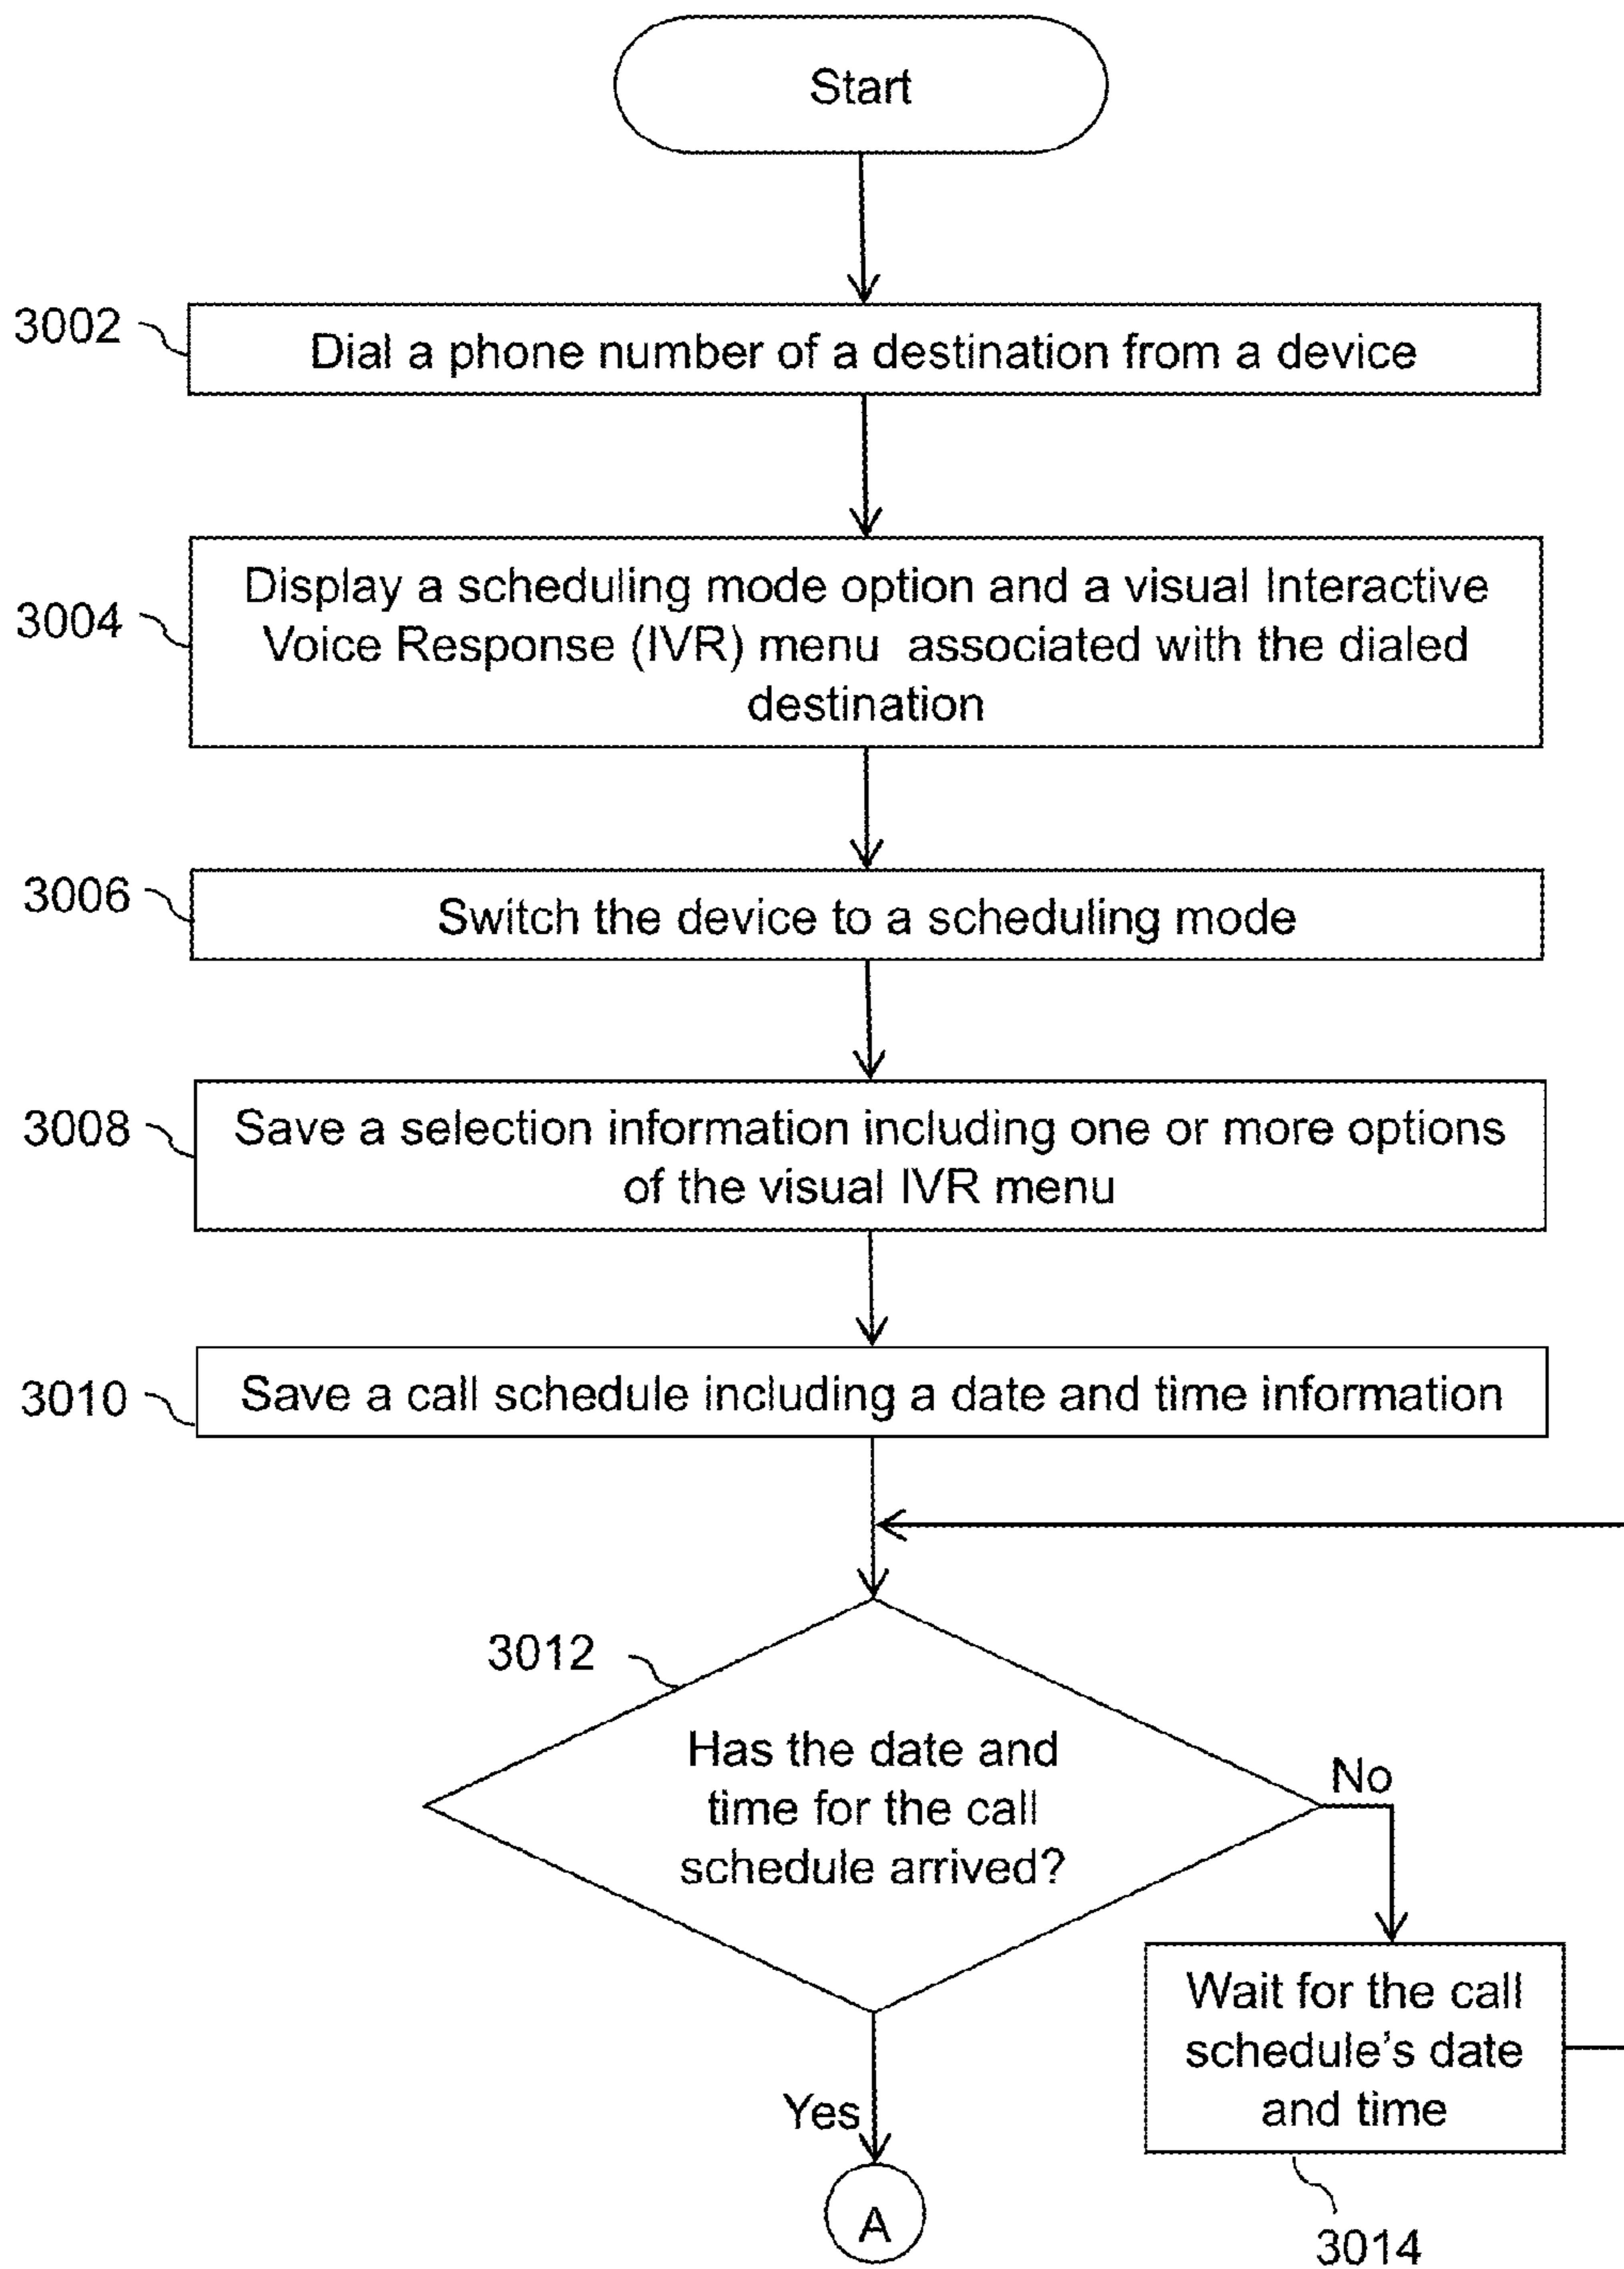 Start
3002
Dial a phone number of a destination from a device
3004
Display a scheduling mode option and a visual Interactive
Voice Response (IVR) menu associated with the dialed
destination
3006
Switch the device to a scheduling mode
3008
Save a selection information including one or more options
of the visual IVR menu
3010
Save a call schedule including a date and time information
3012
Has the date and
time for the call
schedule arrived?
No
Wait for the call
schedule's date
and time
Yes
A
3014